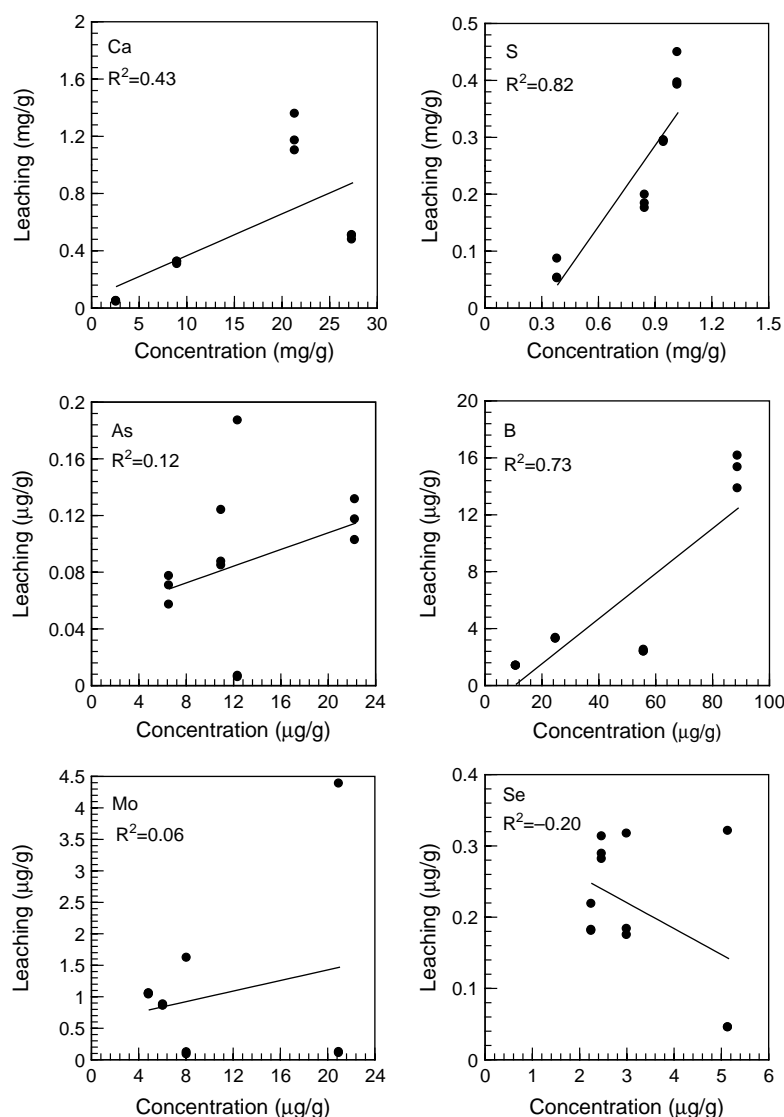 2
1.6
1.2
0.8
0.4
0
Ca
R²=0.43
Leaching (mg/g)
0 5 10 15 20 25 30
Concentration (mg/g)
0.5
0.4
0.3
0.2
0.1
0
S
R²=0.82
Leaching (mg/g)
0 0.3 0.6 0.9 1.2 1.5
Concentration (mg/g)
0.2
0.16
0.12
0.08
0.04
0
As
R²=0.12
Leaching (μg/g)
0 4 8 12 16 20 24
Concentration (μg/g)
20
16
12
8
4
0
B
R²=0.73
Leaching (μg/g)
0 20 40 60 80 100
Concentration (μg/g)
4.5
4
3.5
3
2.5
2
1.5
1
0.5
0
Mo
R²=0.06
Leaching (μg/g)
0 4 8 12 16 20 24
Concentration (μg/g)
0.4
0.3
0.2
0.1
0
Se
R²=–0.20
Leaching (μg/g)
0 1 2 3 4 5 6
Concentration (μg/g)